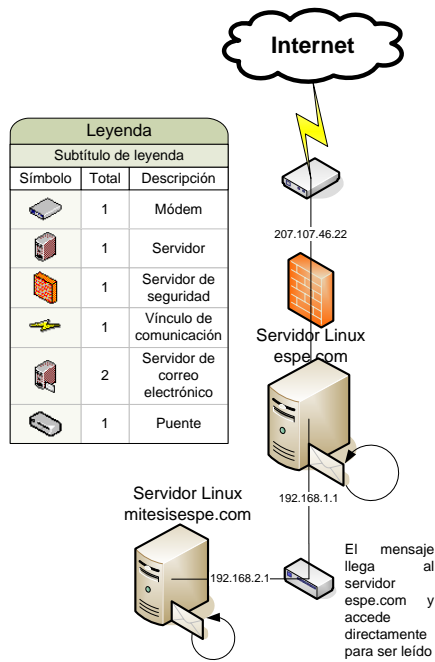 Internet
Leyenda
Subtítulo de leyenda
Símbolo Total Descripción
1 Módem
1 Servidor
1 Servidor de
seguridad
1 Vínculo de
comunicación
2 Servidor de
correo
electrónico
1 Puente
207.107.46.22
Servidor Linux
espe.com
192.168.1.1
Servidor Linux
mitesisespe.com
192.168.2.1
El mensaje
llega al
servidor
espe.com y
accede
directamente
para ser leído